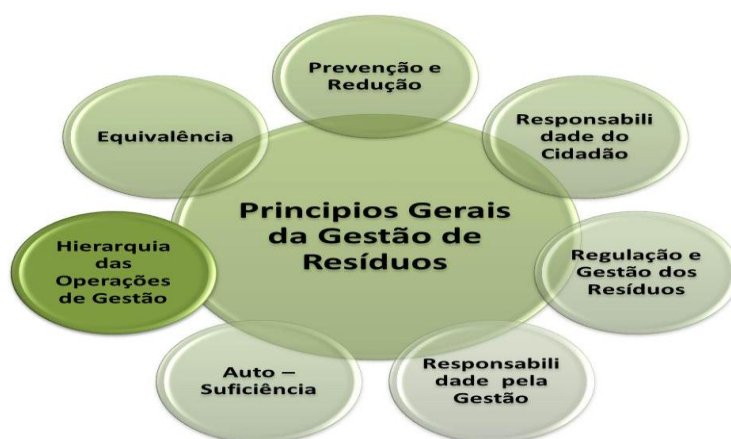 Prevenção e
Redução
Equivalência
Responsabili
dade do
Cidadão
Principios Gerais
da Gestão de
Resíduos
Hierarquia
das
Operações
de Gestão
Regulação e
Gestão dos
Resíduos
Auto –
Suficiência
Responsabili
dade pela
Gestão